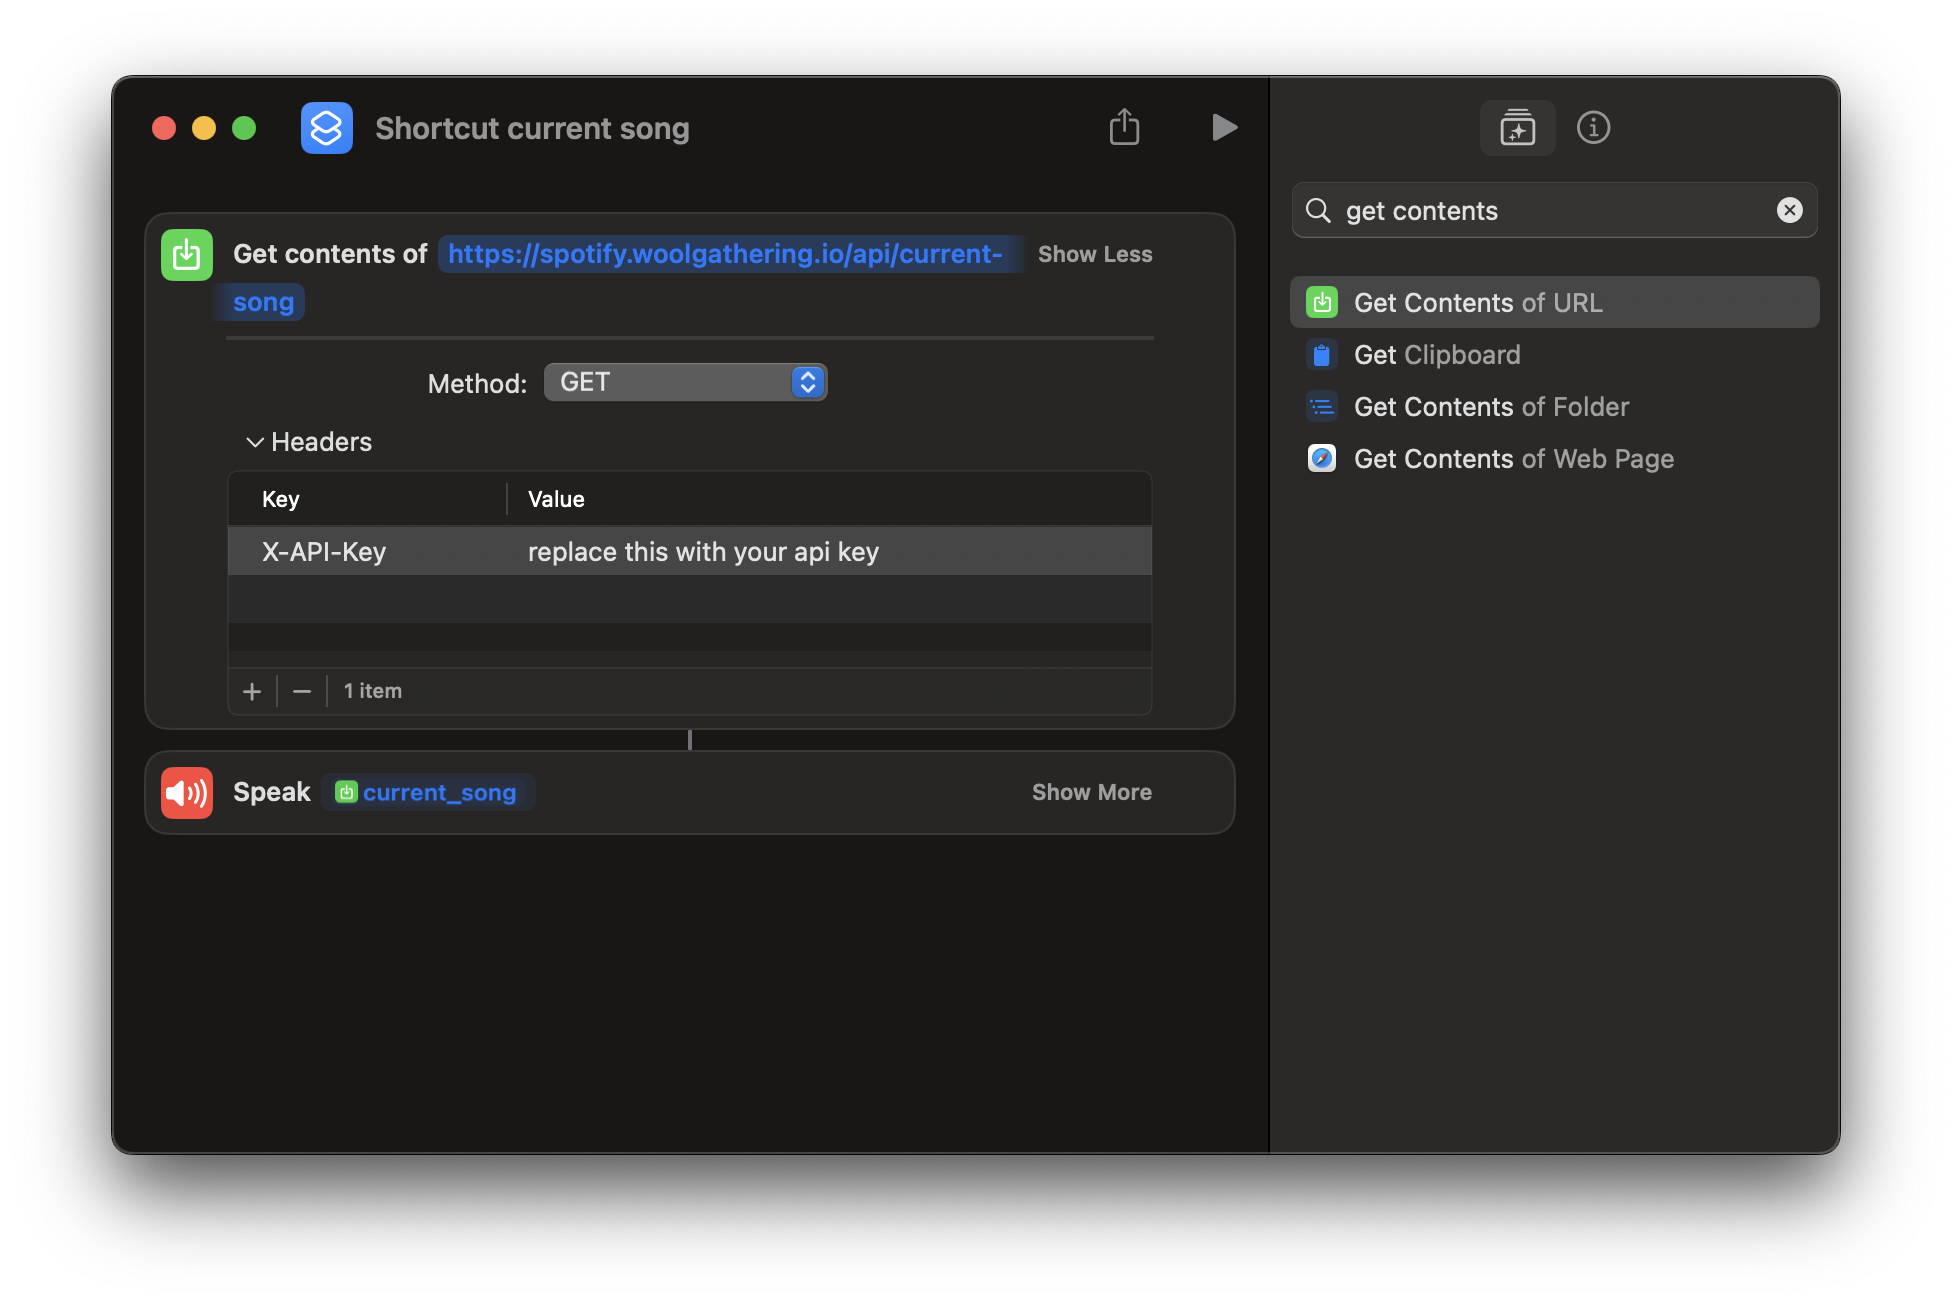 Shortcut current song
Get contents of https://spotify.woolgathering.io/api/current- Show Less
song
Method: GET
Headers
Key Value
X-API-Key replace this with your api key
1 item
Speak current_song Show More
get contents
Get Contents of URL
Get Clipboard
Get Contents of Folder
Get Contents of Web Page